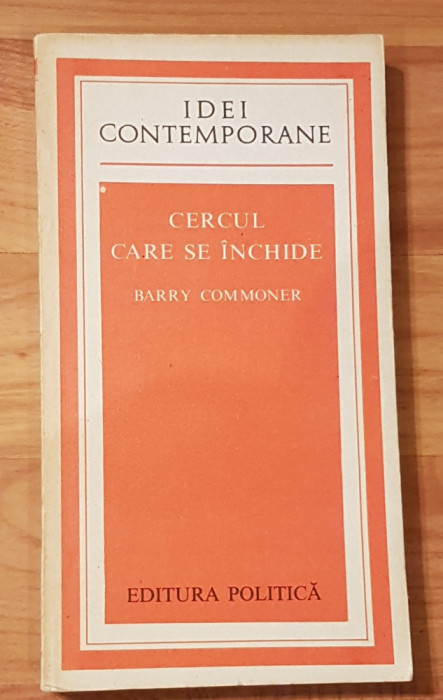 IDEI
CONTEMPORANE
CERCUL
CARE SE ÎNCHIDE
BARRY COMMONER
EDITURA POLITICĂ